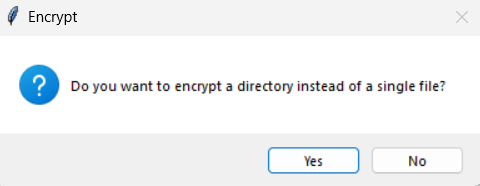 Encrypt
Do you want to encrypt a directory instead of a single file?
Yes
No